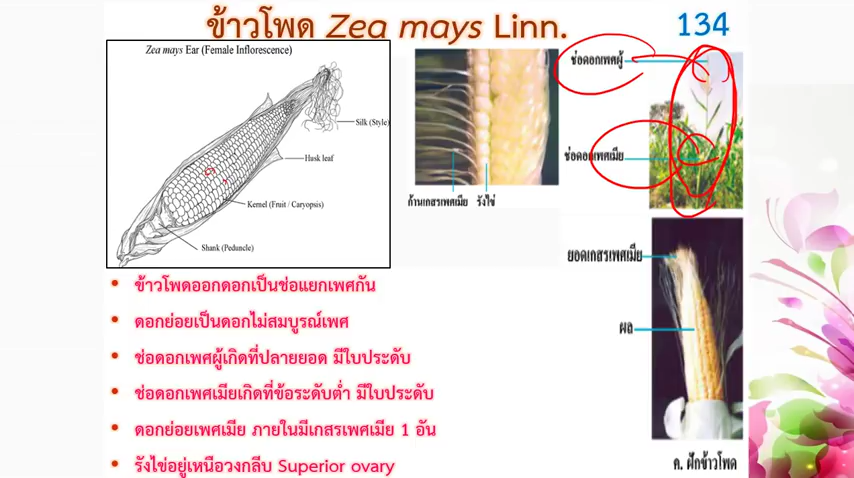 ข้าวโพด Zea mays Linn.
134
Zea mays Ear (Female Inflorescence)
Silk (Style)
Husk leaf
Kernel (Fruit / Caryopsis)
Shank (Peduncle)
ก้านเกสรเพศเมีย รังไข่
ช่อดอกเพศผู้
ช่อดอกเพศเมีย
ยอดเกสรเพศเมีย
ผล
ค. ฝักข้าวโพด
• ข้าวโพดออกดอกเป็นช่อแยกเพศกัน
• ดอกย่อยเป็นดอกไม่สมบูรณ์เพศ
• ช่อดอกเพศผู้เกิดที่ปลายยอด มีใบประดับ
• ช่อดอกเพศเมียเกิดที่ข้อระดับต่ำ มีใบประดับ
• ดอกย่อยเพศเมีย ภายในมีเกสรเพศเมีย 1 อัน
• รังไข่อยู่เหนือวงกลีบ Superior ovary